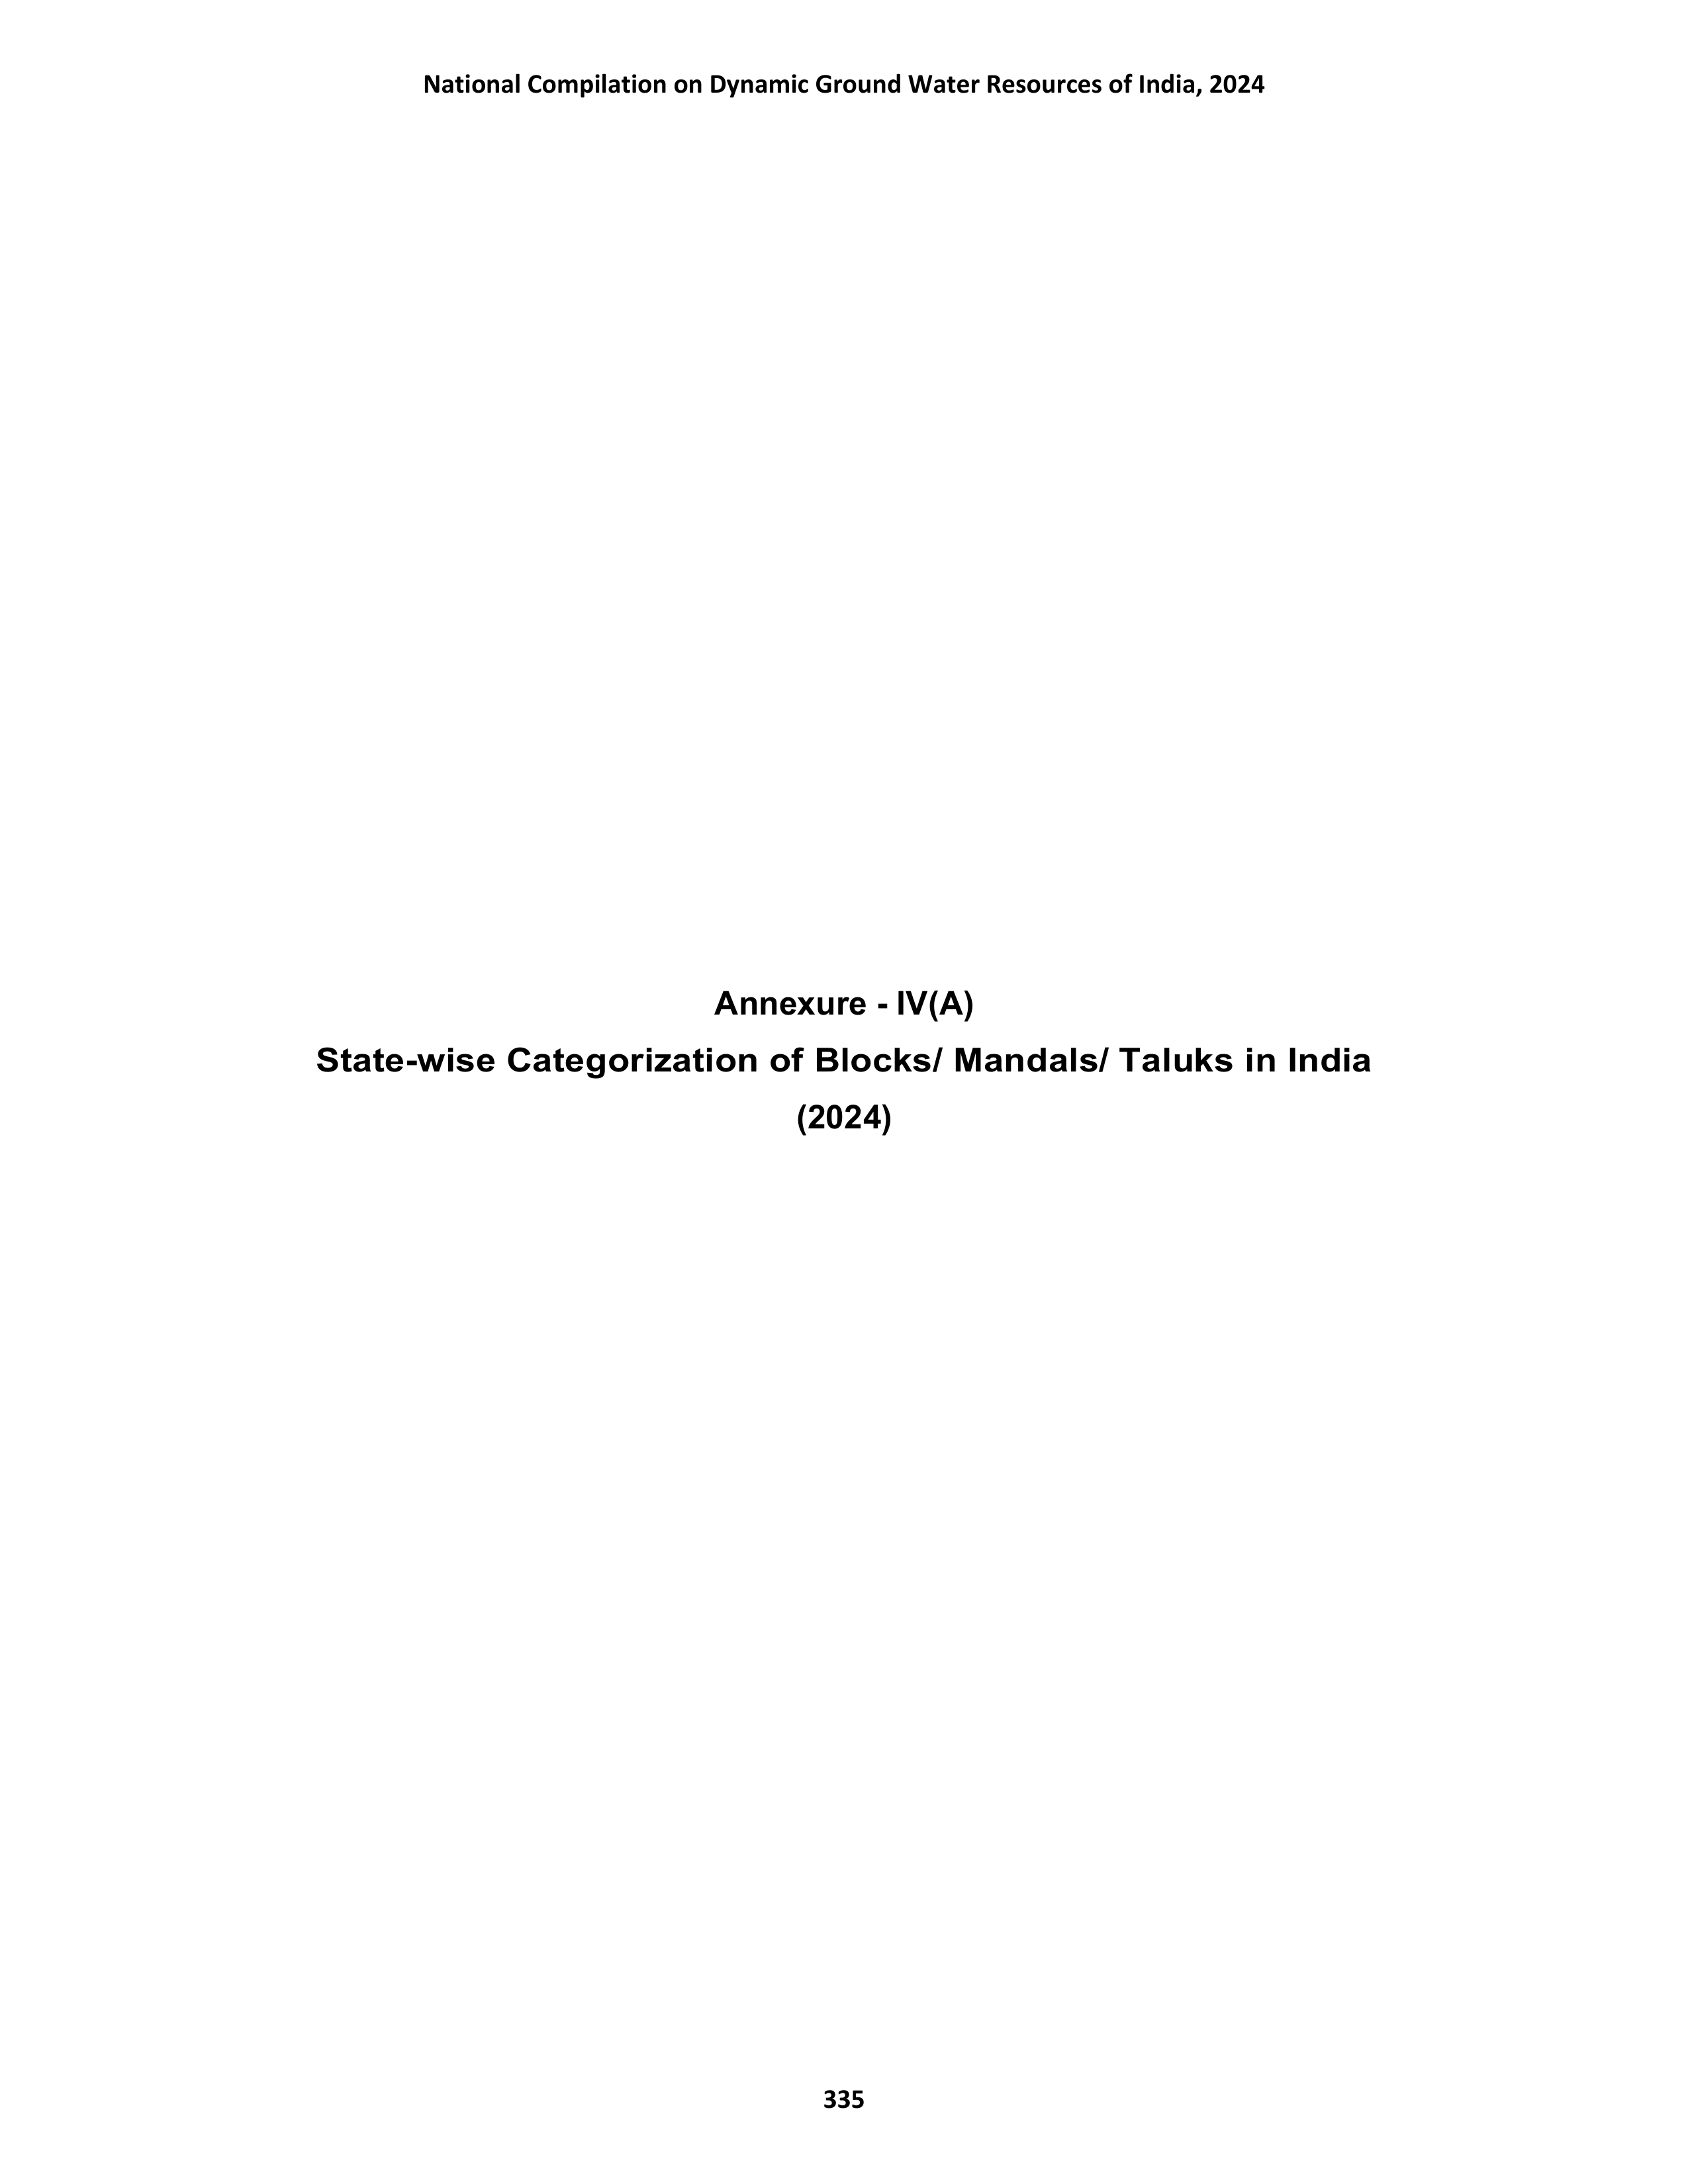 National Compilation on Dynamic Ground Water Resources of India, 2024
Annexure - IV(A)
State-wise Categorization of Blocks/ Mandals/ Taluks in India
(2024)
335